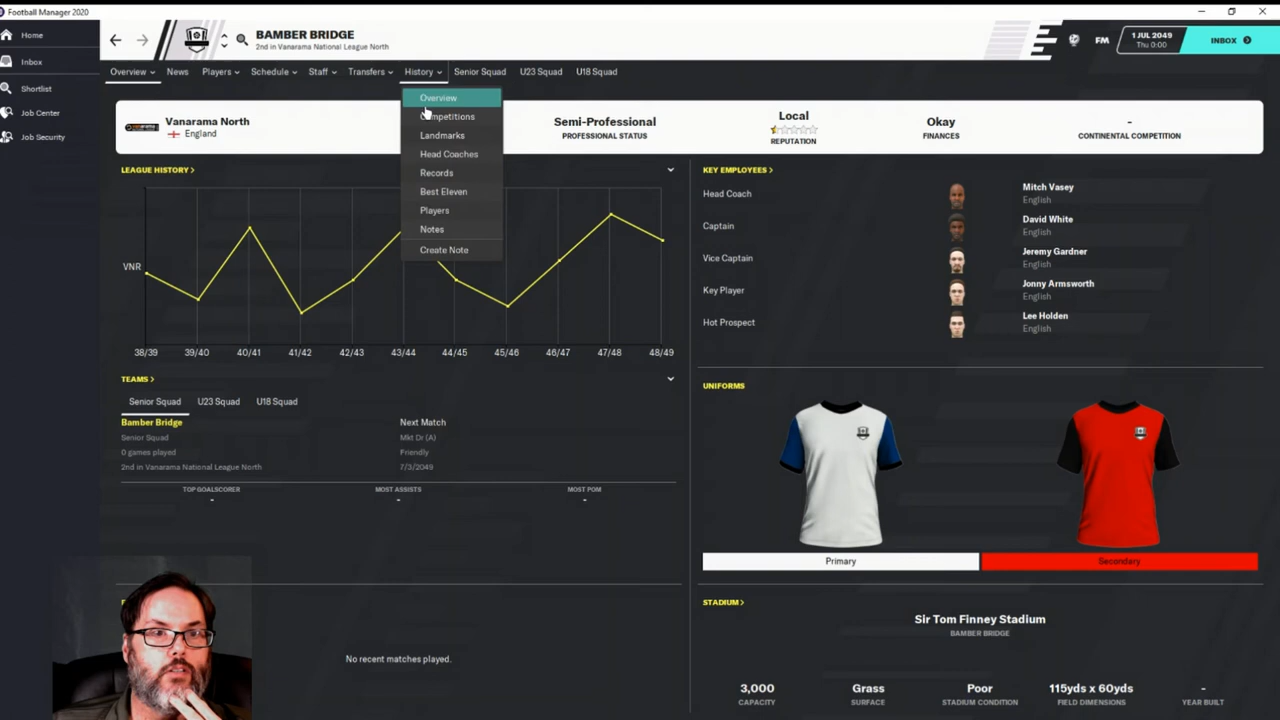 Football Manager 2020
Home
Inbox
Shortlist
Job Center
Job Security
BAMBER BRIDGE
2nd in Vanarama National League North
FM
1 JUL 2049
Thu 0:00
INBOX
Overview
News
Players
Schedule
Staff
Transfers
History
Senior Squad
U23 Squad
U18 Squad
Overview
Competitions
Landmarks
Head Coaches
Records
Best Eleven
Players
Notes
Create Note
Vanarama North
England
Semi-Professional
PROFESSIONAL STATUS
Local
REPUTATION
Okay
FINANCES
-
CONTINENTAL COMPETITION
LEAGUE HISTORY >
VNR
38/39
39/40
40/41
41/42
42/43
43/44
44/45
45/46
46/47
47/48
48/49
TEAMS >
Senior Squad
U23 Squad
U18 Squad
Bamber Bridge
Senior Squad
0 games played
2nd in Vanarama National League North
Next Match
Mkt Dr (A)
Friendly
7/3/2049
TOP GOALSCORER
-
MOST ASSISTS
-
MOST POM
-
No recent matches played.
KEY EMPLOYEES >
Head Coach
Mitch Vasey
English
Captain
David White
English
Vice Captain
Jeremy Gardner
English
Key Player
Jonny Armsworth
English
Hot Prospect
Lee Holden
English
UNIFORMS
Primary
Secondary
STADIUM >
Sir Tom Finney Stadium
BAMBER BRIDGE
3,000
CAPACITY
Grass
SURFACE
Poor
STADIUM CONDITION
115yds x 60yds
FIELD DIMENSIONS
-
YEAR BUILT